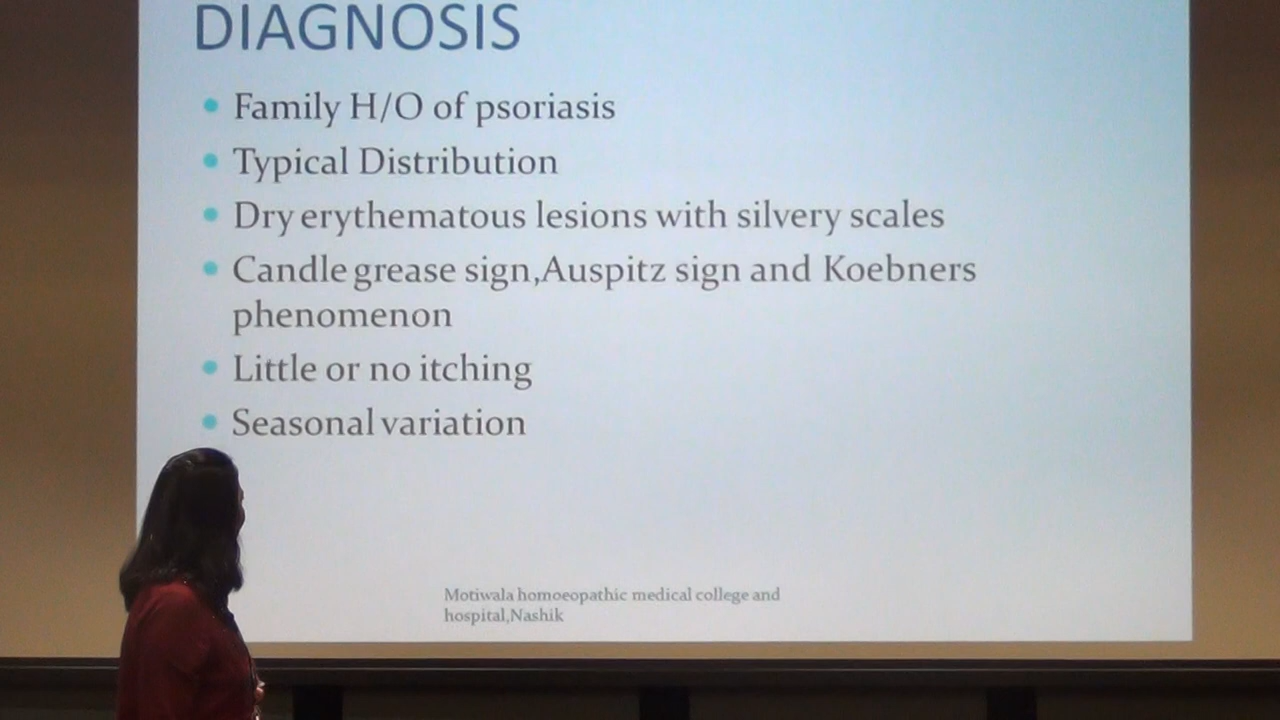 DIAGNOSIS
Family H/O of psoriasis
Typical Distribution
Dry erythematous lesions with silvery scales
Candle grease sign,Auspitz sign and Koebners
phenomenon
Little or no itching
Seasonal variation
Motiwala homoeopathic medical college and
hospital,Nashik